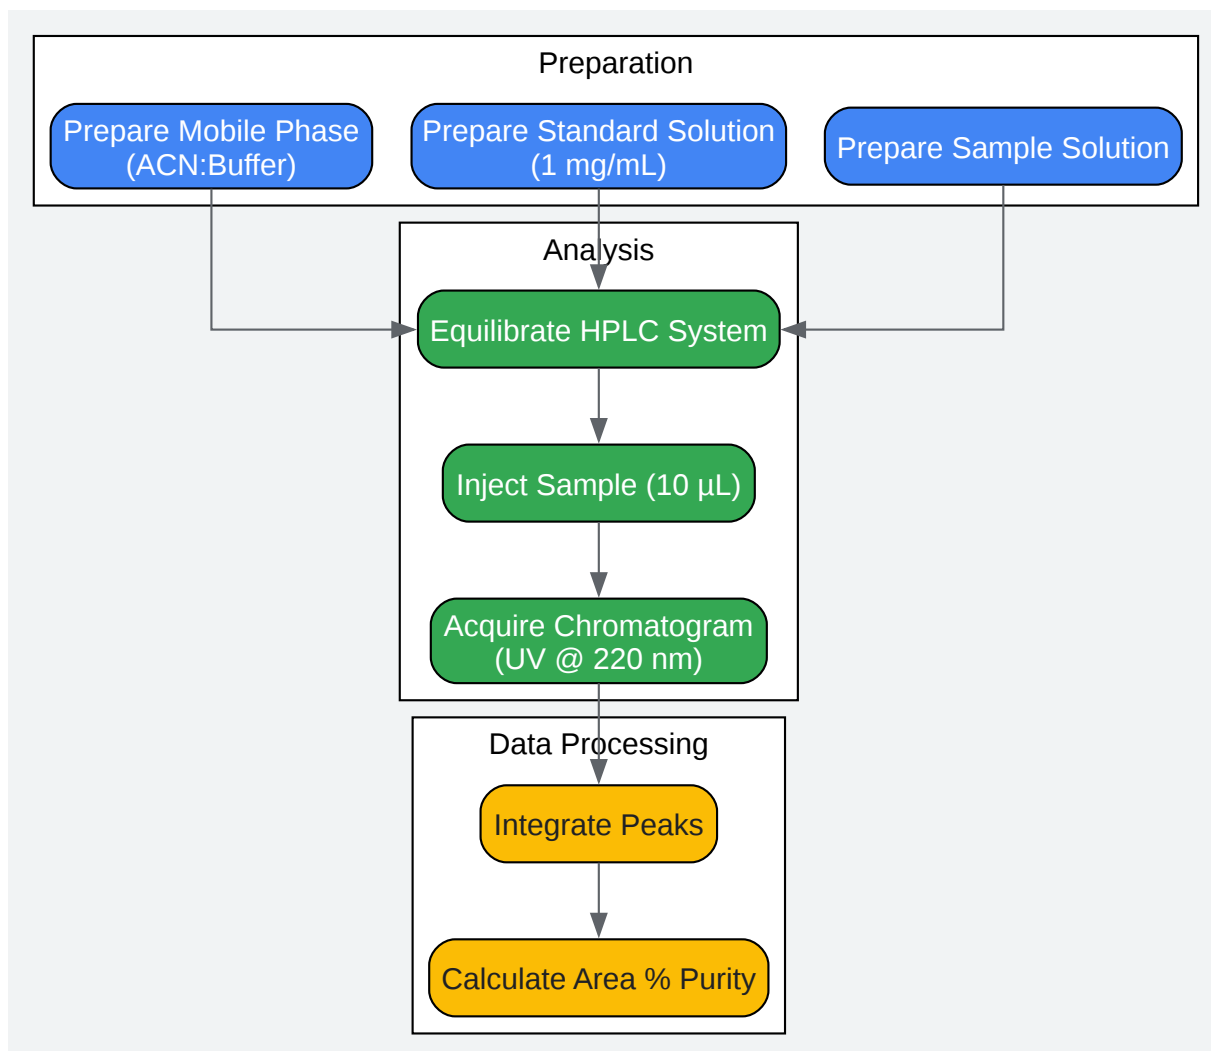 Preparation
Prepare Mobile Phase
(ACN:Buffer)
Prepare Standard Solution
(1 mg/mL)
Prepare Sample Solution
Analysis
Equilibrate HPLC System
Inject Sample (10 µL)
Acquire Chromatogram
(UV @ 220 nm)
Data Processing
Integrate Peaks
Calculate Area % Purity